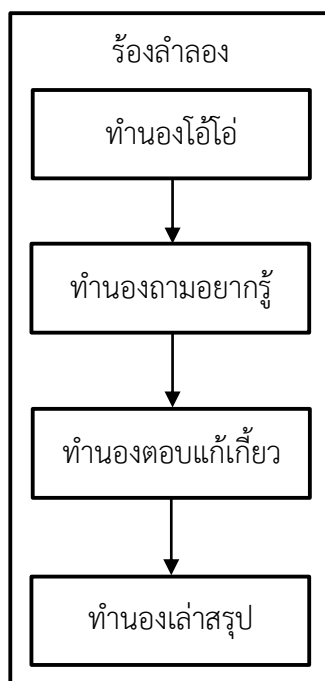 ร้องลำลอง
ทำนองโอ้โอ่
ทำนองถามอยากรู้
ทำนองตอบแก้เกี้ยว
ทำนองเล่าสรุป